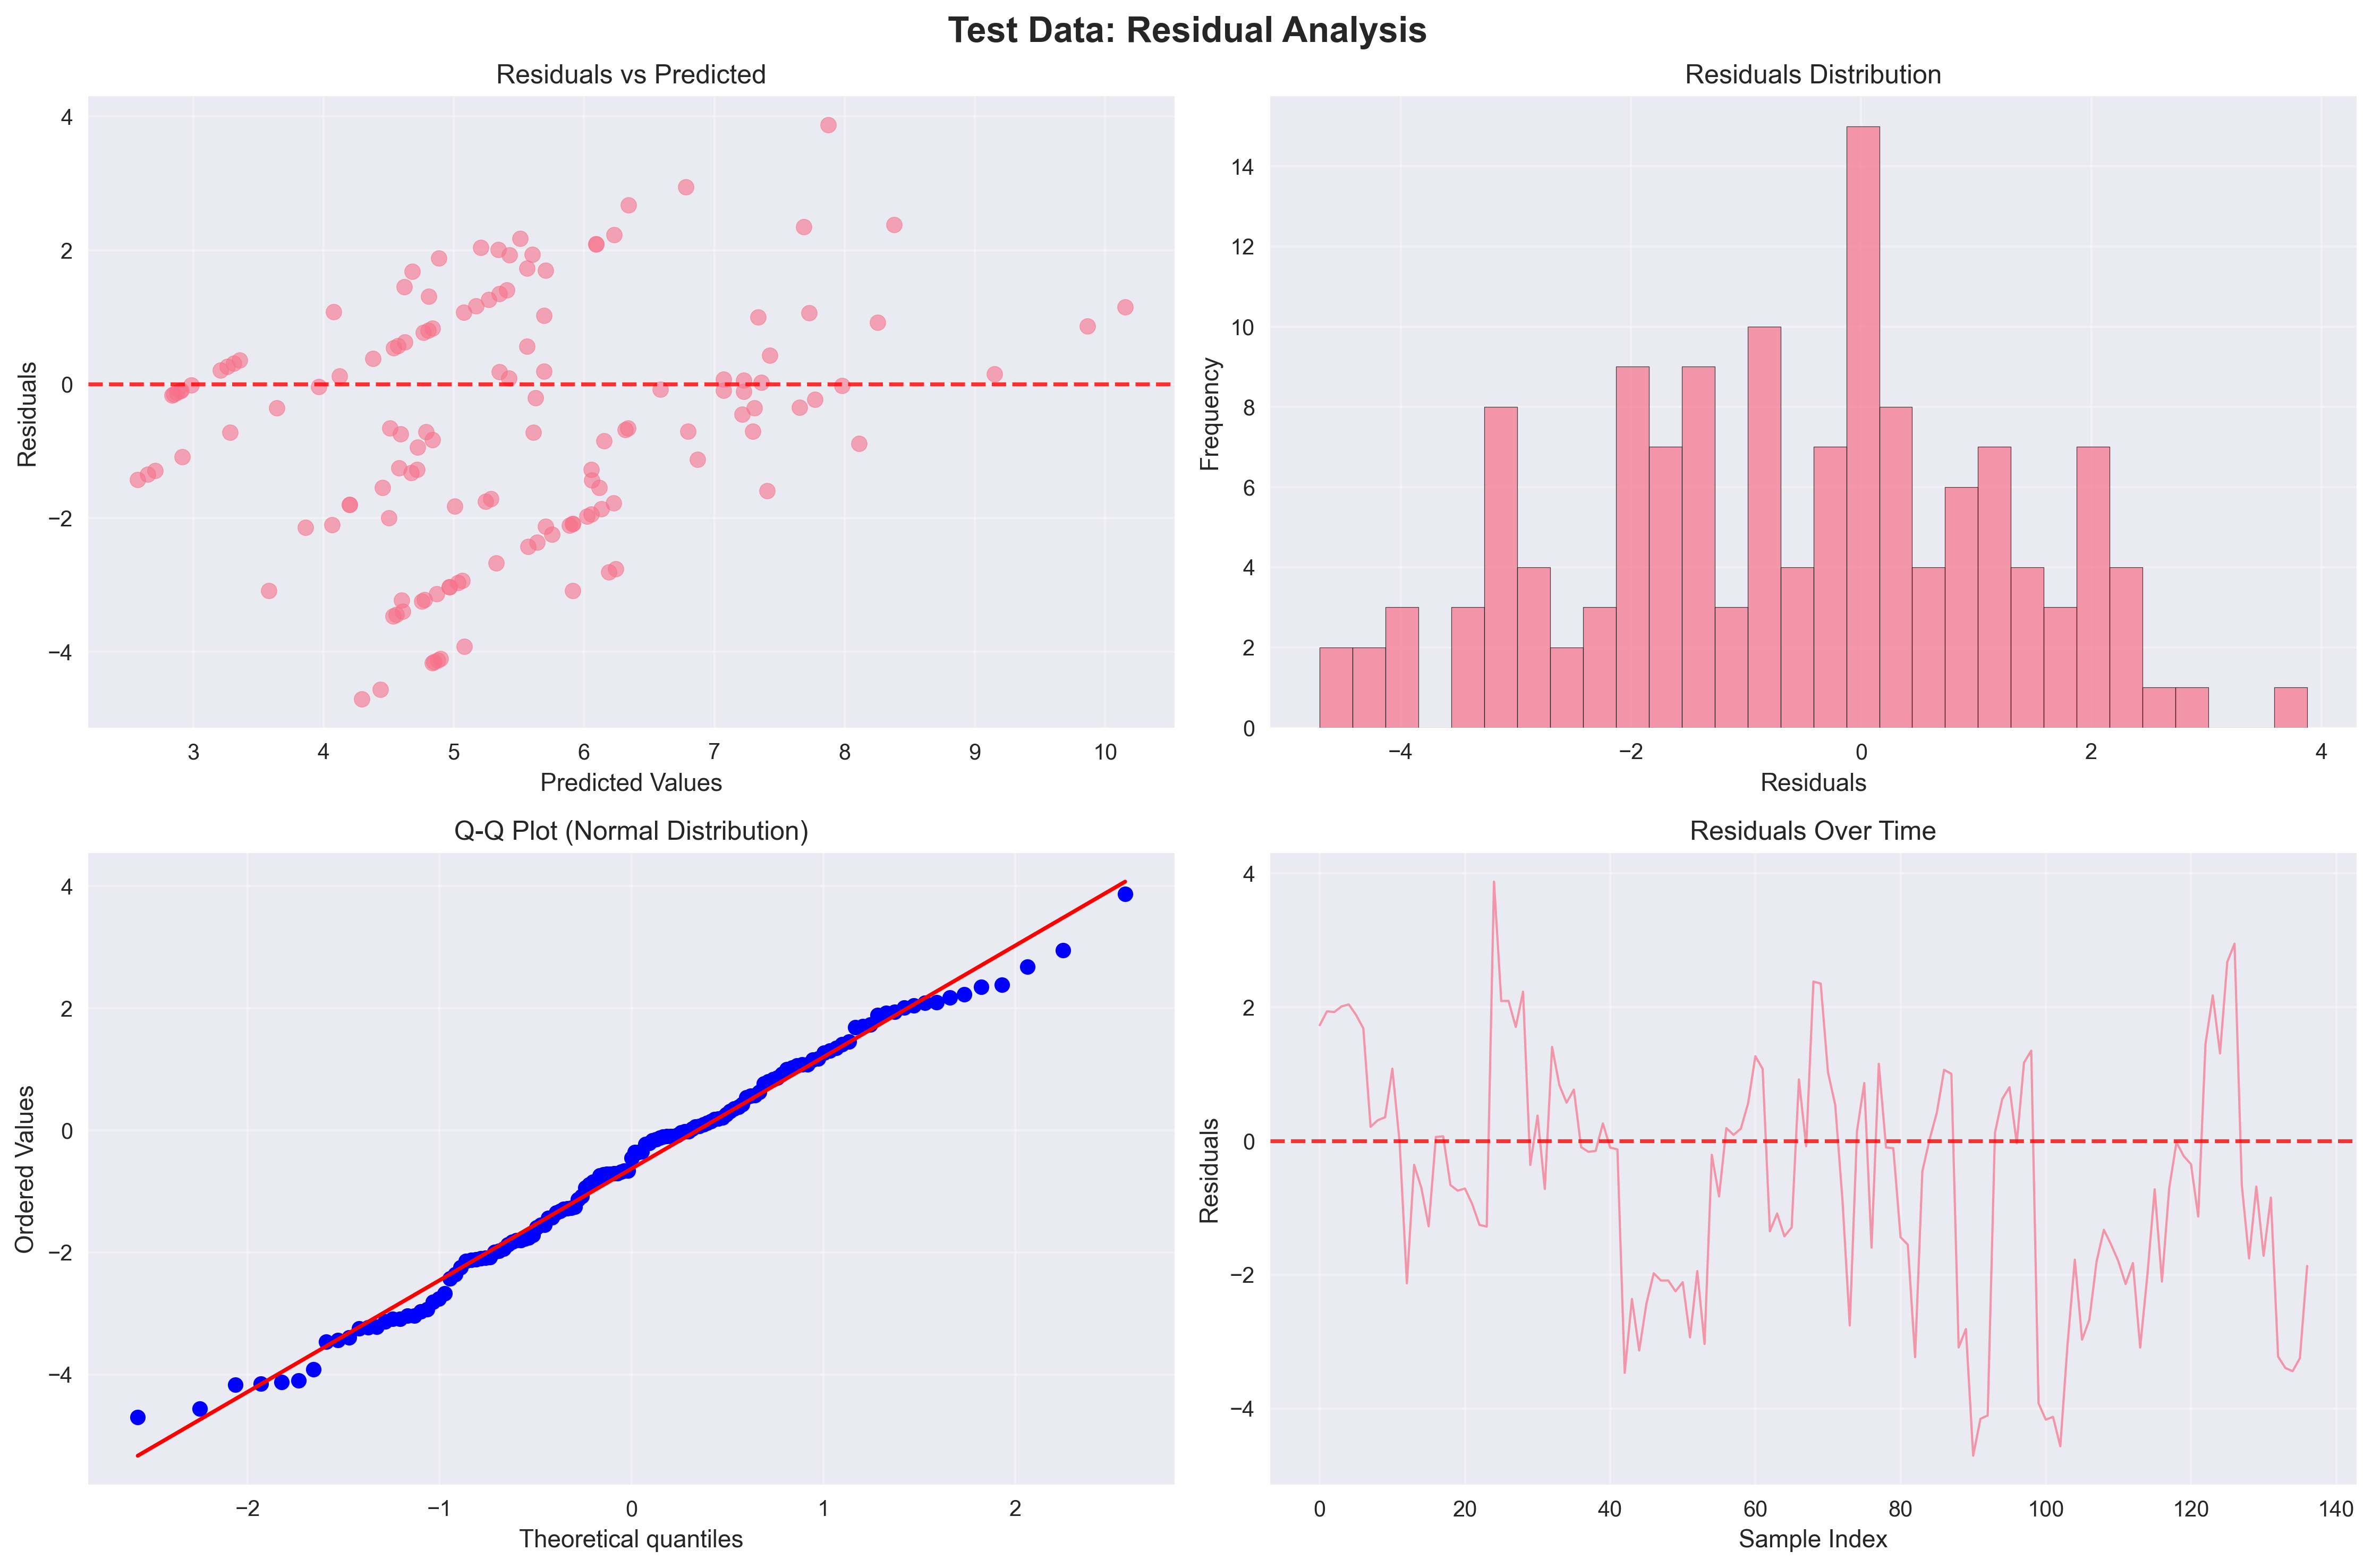 Test Data: Residual Analysis
Residuals vs Predicted
4
2
0
−2
−4
Residuals
3 4 5 6 7 8 9 10
Predicted Values
Residuals Distribution
14
12
10
8
6
4
2
0
Frequency
−4 −2 0 2 4
Residuals
Q-Q Plot (Normal Distribution)
4
2
0
−2
−4
Ordered Values
−2 −1 0 1 2
Theoretical quantiles
Residuals Over Time
4
2
0
−2
−4
Residuals
0 20 40 60 80 100 120 140
Sample Index